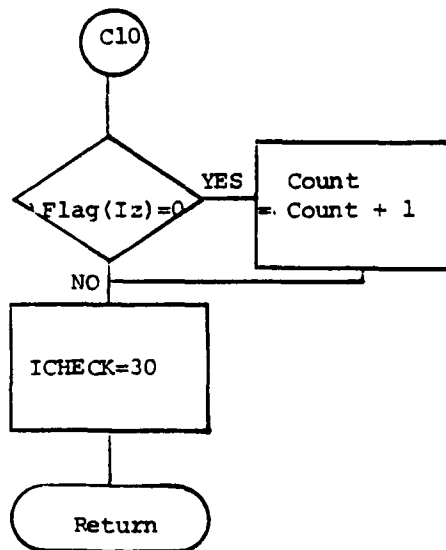 C10
Flag(Iz)=0
YES
Count
= Count + 1
NO
ICHECK=30
Return